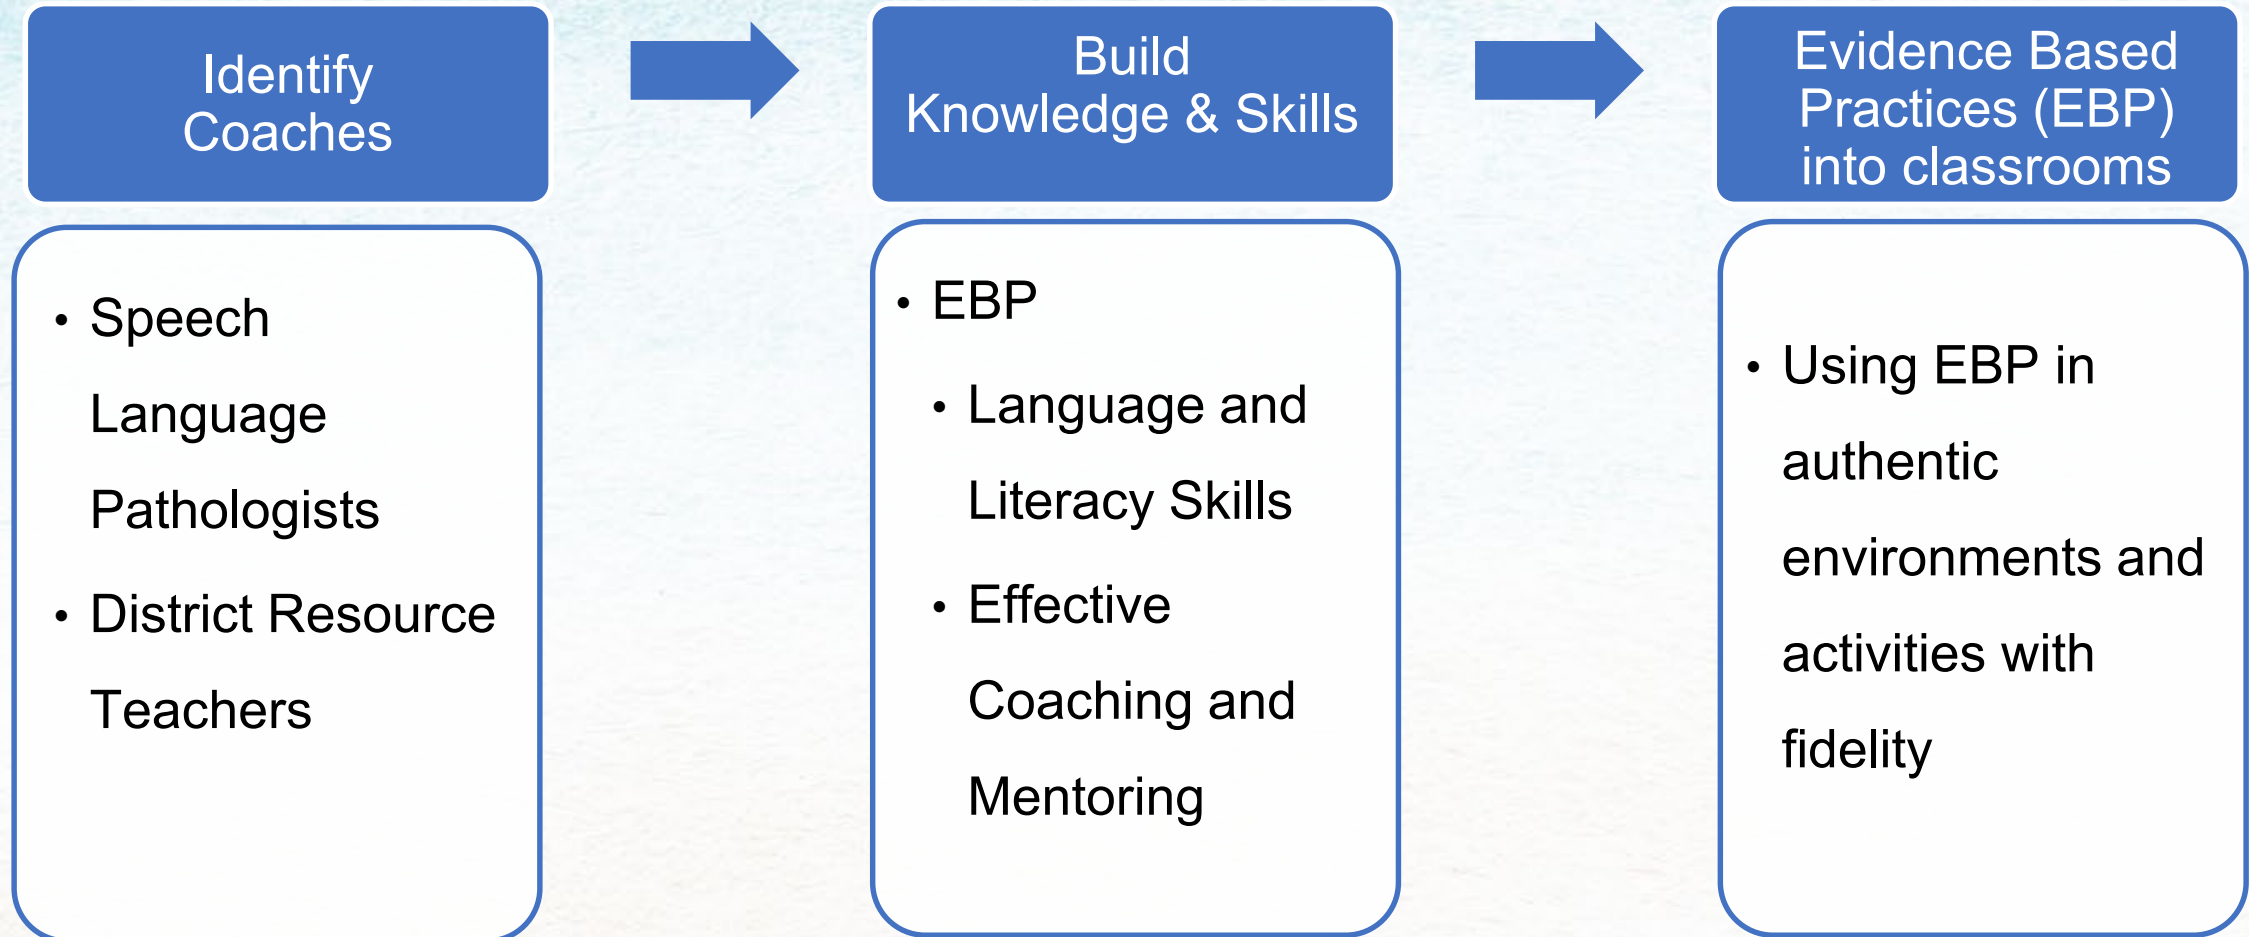 Identify
Coaches
• Speech
Language
Pathologists
• District Resource
Teachers
Build
Knowledge & Skills
• EBP
• Language and
Literacy Skills
• Effective
Coaching and
Mentoring
Evidence Based
Practices (EBP)
into classrooms
• Using EBP in
authentic
environments and
activities with
fidelity